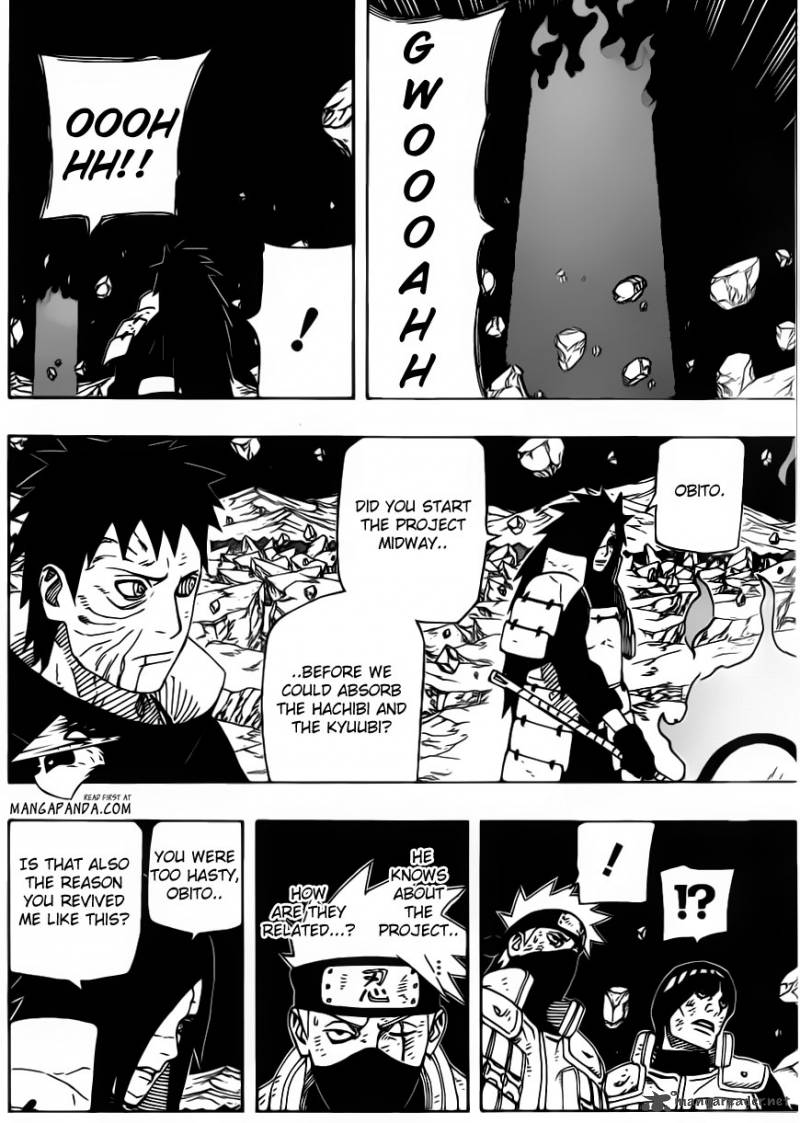 G
W
O
O
O
A
H
H
OOOH
HH!!
!
OBITO.
DID YOU START
THE PROJECT
MIDWAY..
..BEFORE WE
COULD ABSORB
THE HACHIBI AND
THE KYUUBI?
READ FIRST AT
MANGAPANDA.COM
!
!?
HE
KNOWS
ABOUT
THE
PROJECT..
HOW
ARE THEY
RELATED...?
忍
YOU WERE
TOO HASTY,
OBITO..
IS THAT ALSO
THE REASON
YOU REVIVED
ME LIKE THIS?
mangareader.net